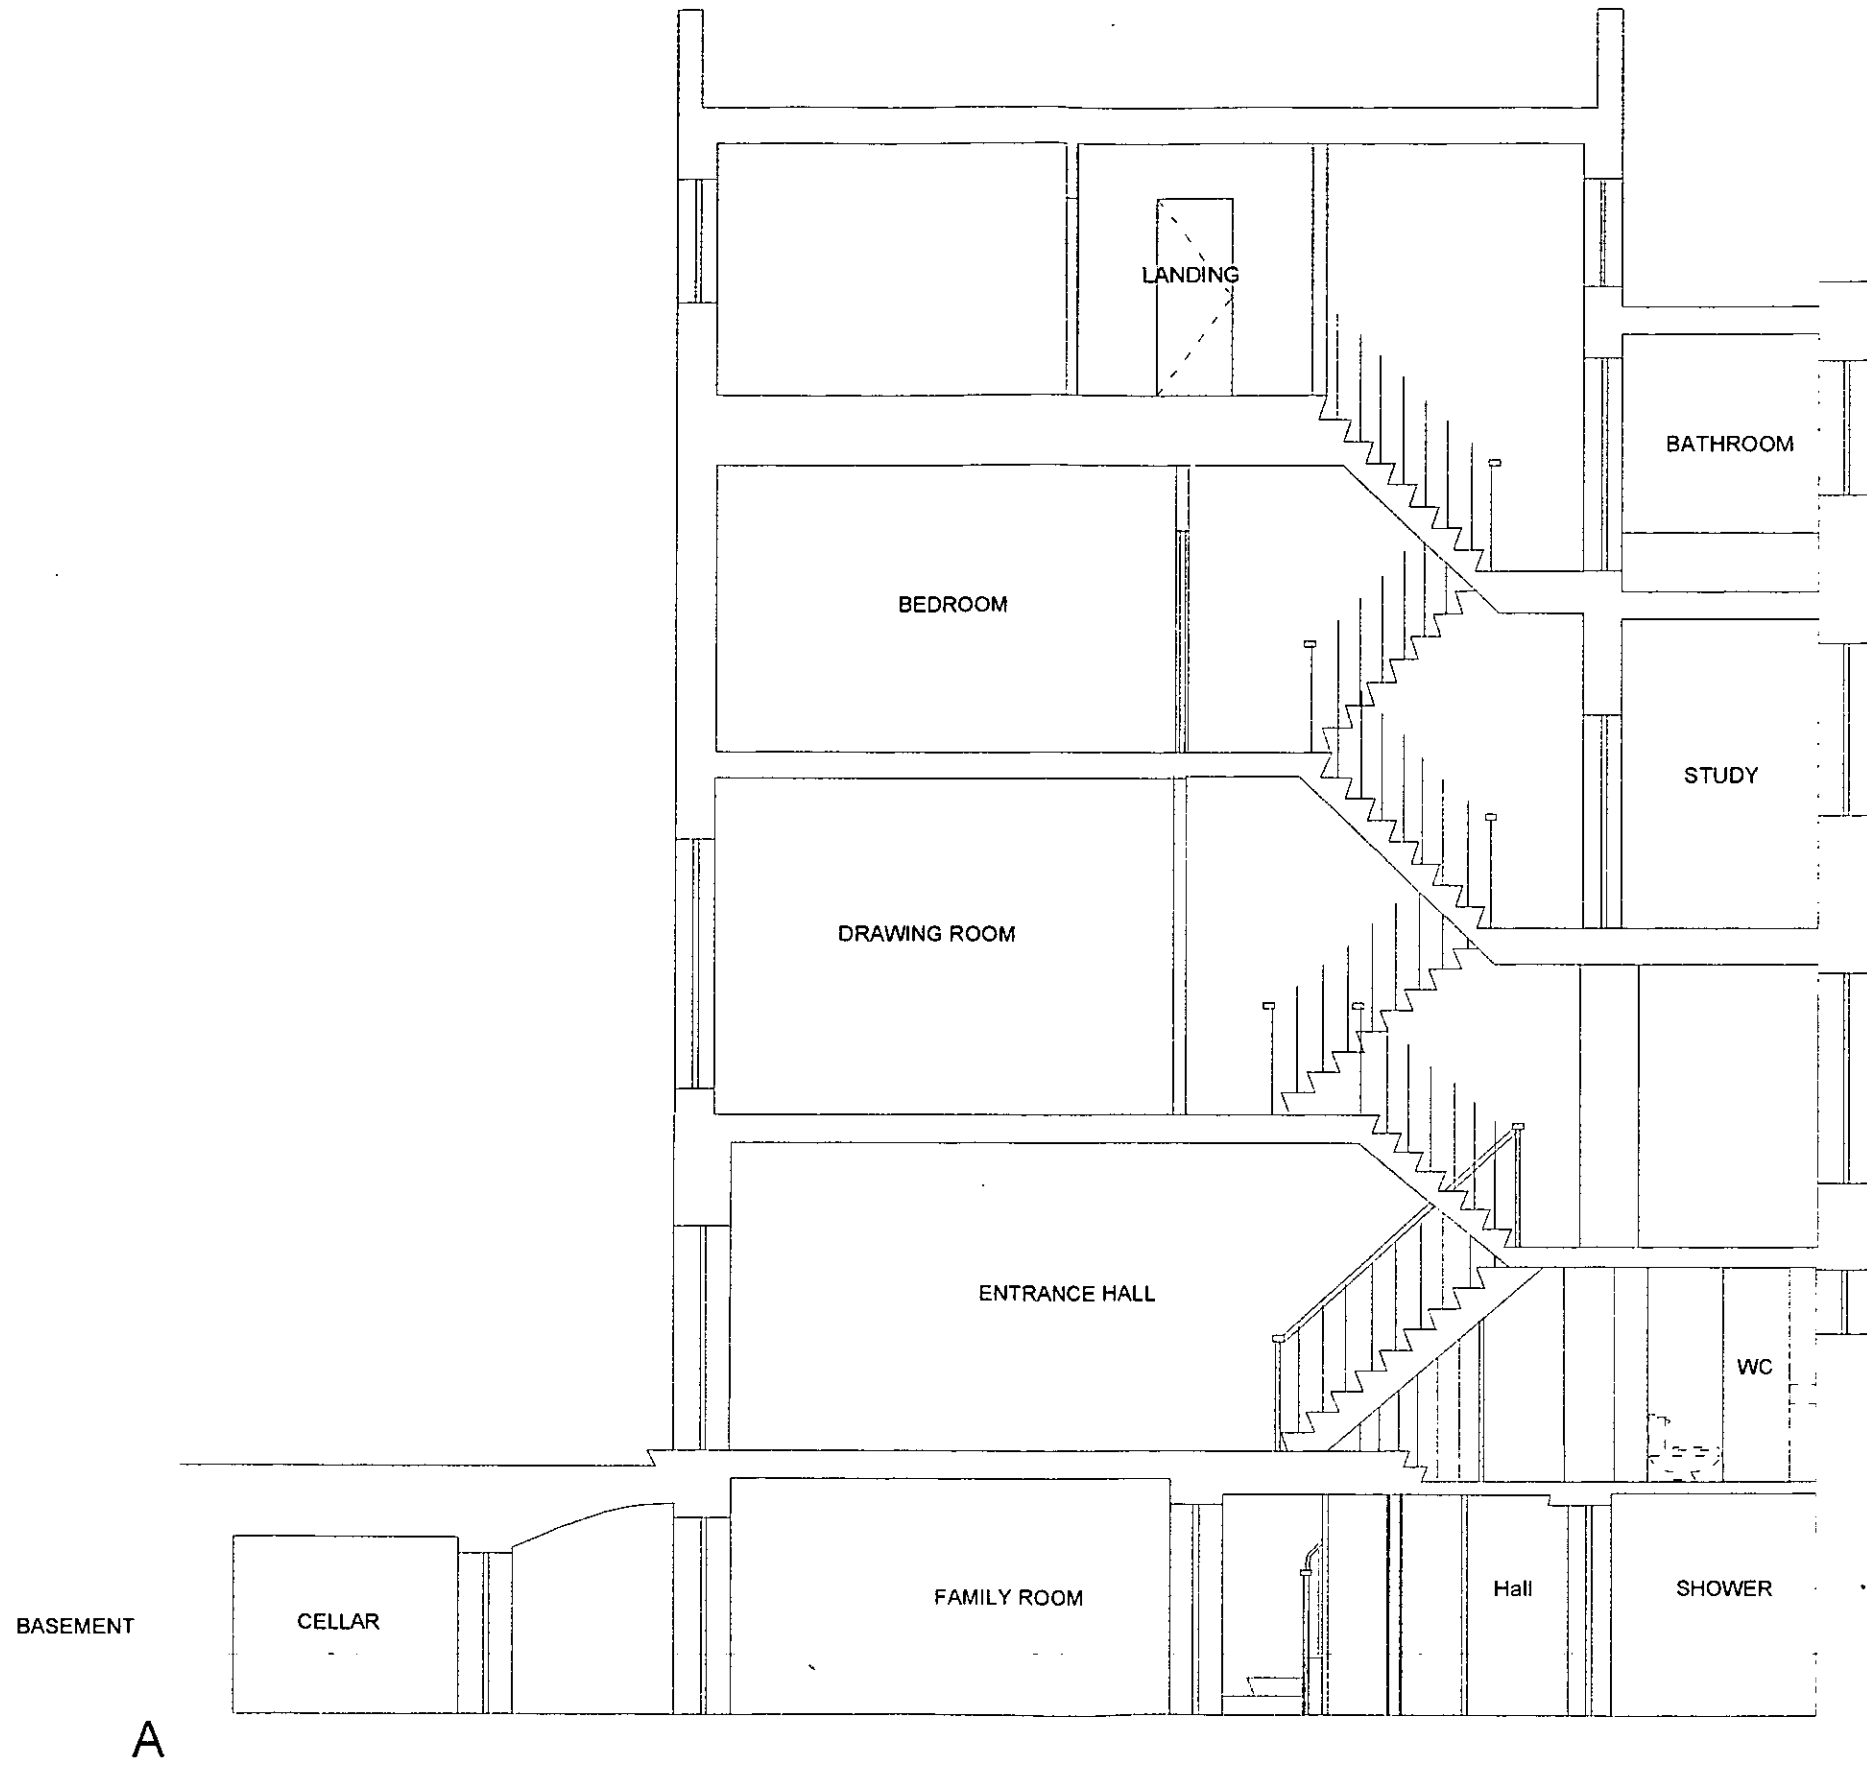 LANDING
BATHROOM
BEDROOM
STUDY
DRAWING ROOM
ENTRANCE HALL
WC
Hall
SHOWER
FAMILY ROOM
CELLAR
BASEMENT
A